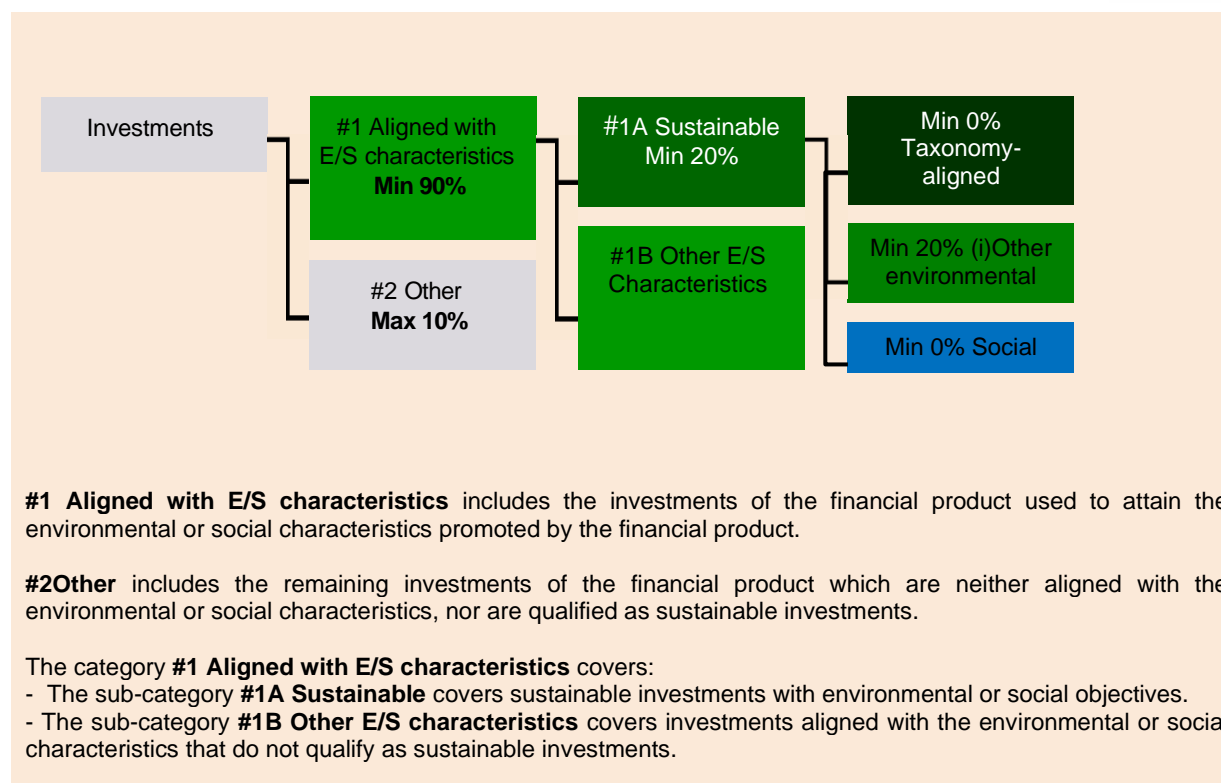 Investments
#1 Aligned with
E/S characteristics
Min 90%
#2 Other
Max 10%
#1A Sustainable
Min 20%
#1B Other E/S
Characteristics
Min 0%
Taxonomy-
aligned
Min 20% (i)Other
environmental
Min 0% Social
#1 Aligned with E/S characteristics includes the investments of the financial product used to attain the
environmental or social characteristics promoted by the financial product.
#2Other includes the remaining investments of the financial product which are neither aligned with the
environmental or social characteristics, nor are qualified as sustainable investments.
The category #1 Aligned with E/S characteristics covers:
- The sub-category #1A Sustainable covers sustainable investments with environmental or social objectives.
- The sub-category #1B Other E/S characteristics covers investments aligned with the environmental or social
characteristics that do not qualify as sustainable investments.